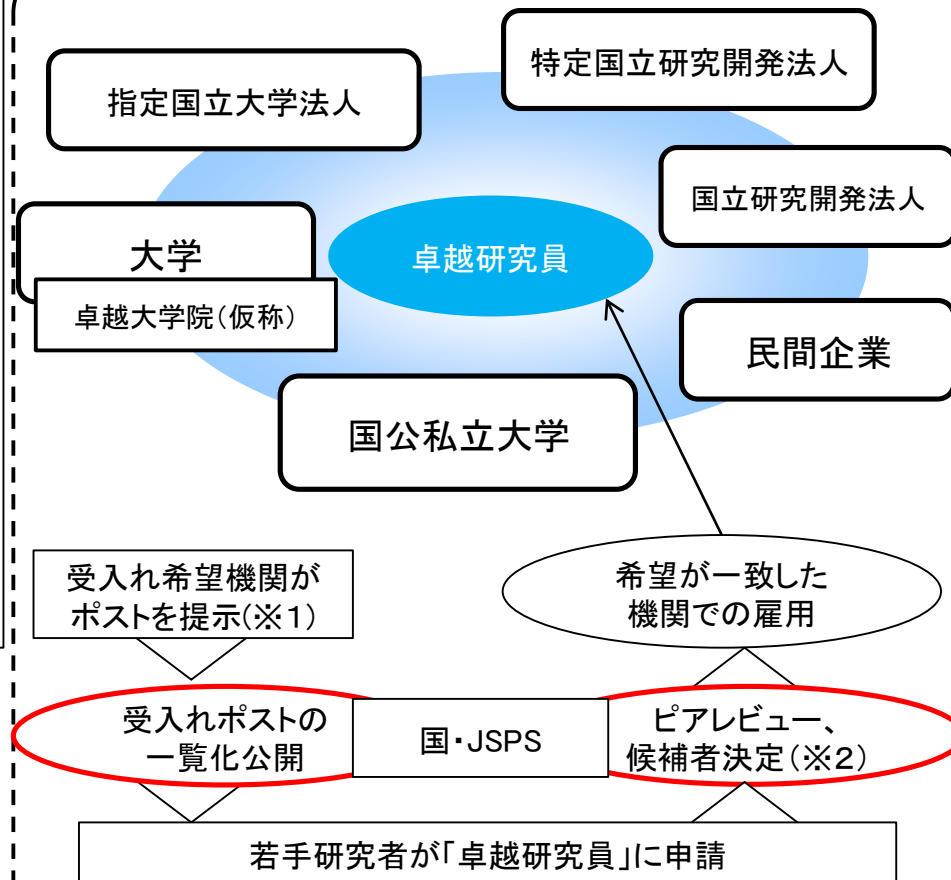 特定国立研究開発法人
指定国立大学法人
国立研究開発法人
大学
卓越研究員
卓越大学院(仮称)
民間企業
国公私立大学
受入れ希望機関が
ポストを提示(※1)
希望が一致した
機関での雇用
受入れポストの
一覧化公開
国・JSPS
ピアレビュー、
候補者決定(※2)
若手研究者が「卓越研究員」に申請